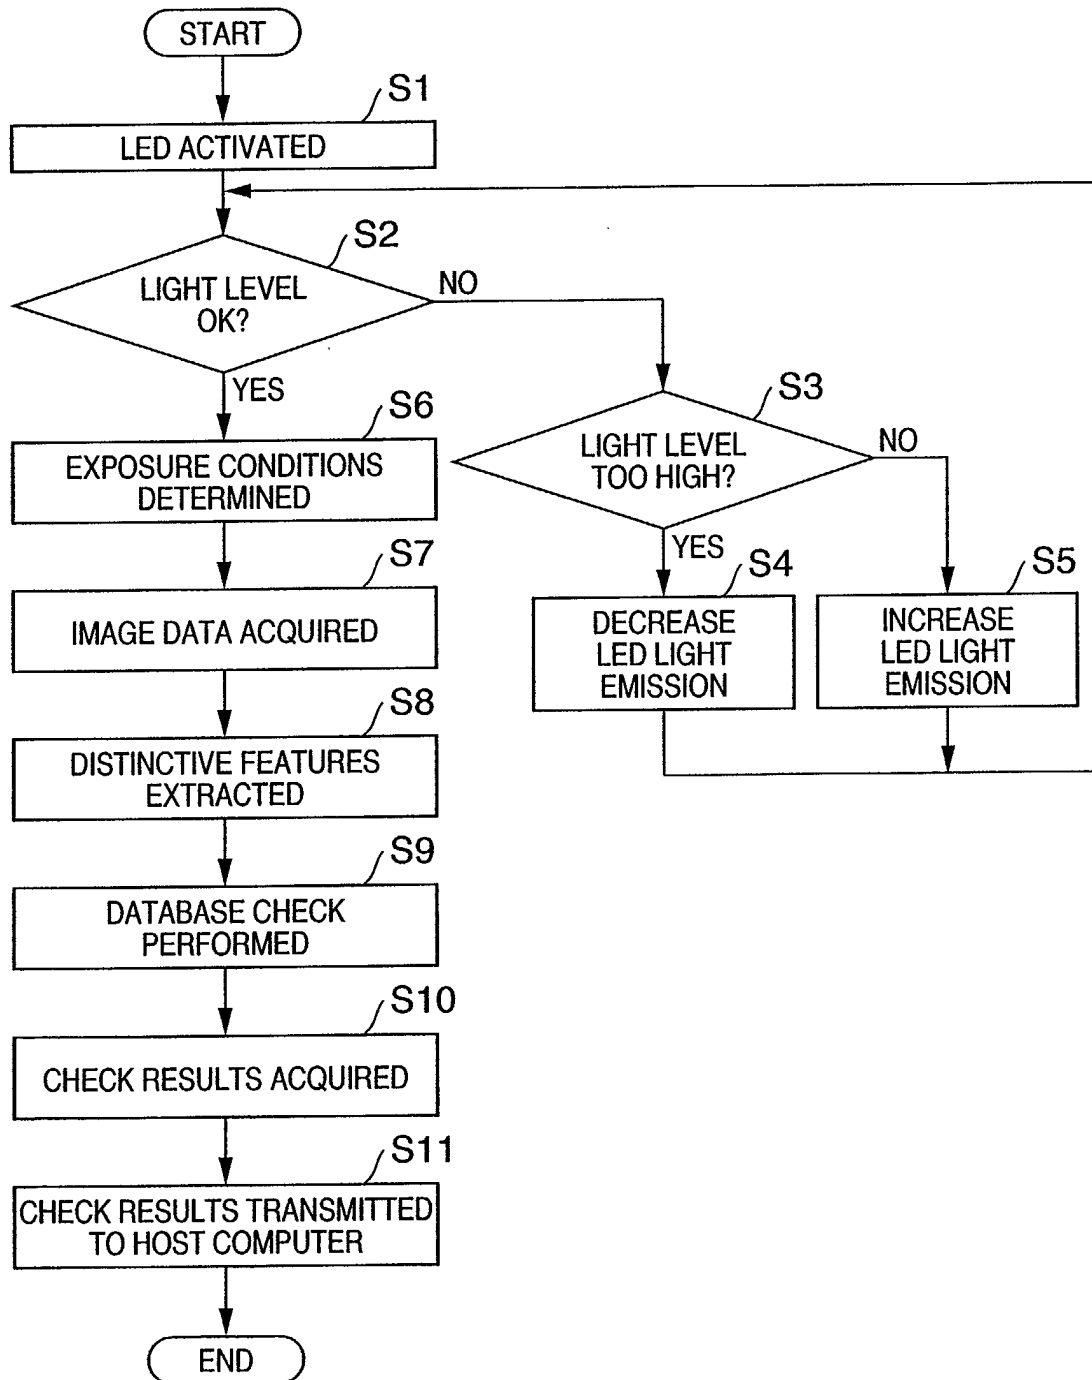 START
S1
LED ACTIVATED
S2
LIGHT LEVEL
OK?
NO
YES
S3
LIGHT LEVEL
TOO HIGH?
NO
YES
S4
DECREASE
LED LIGHT
EMISSION
S5
INCREASE
LED LIGHT
EMISSION
S6
EXPOSURE CONDITIONS
DETERMINED
S7
IMAGE DATA ACQUIRED
S8
DISTINCTIVE FEATURES
EXTRACTED
S9
DATABASE CHECK
PERFORMED
S10
CHECK RESULTS ACQUIRED
S11
CHECK RESULTS TRANSMITTED
TO HOST COMPUTER
END